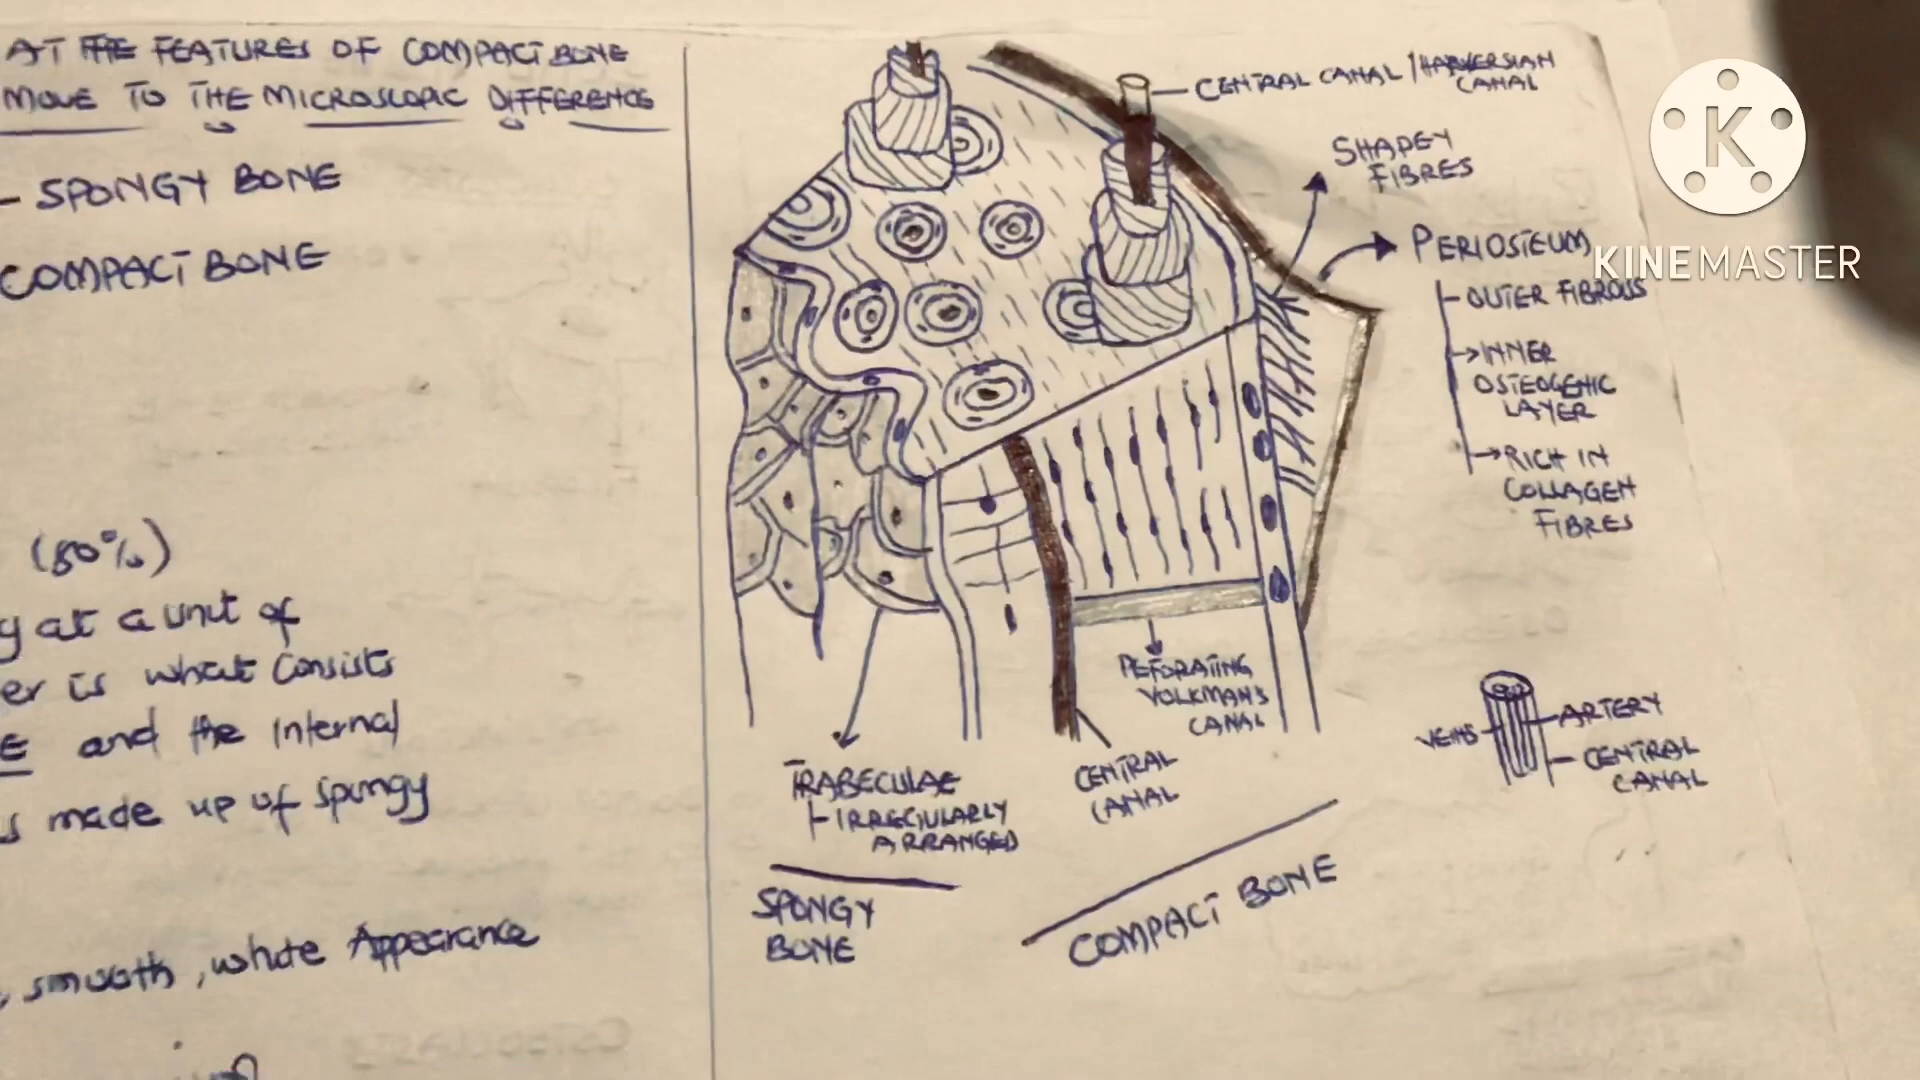 AT THE FEATURES OF COMPACT BONE
MOVE TO THE MICROSCOPIC DIFFERENCE
- SPONGY BONE
COMPACT BONE
(80%)
y at a unit of
er is what consists
E and the internal
s made up of spongy
, smooth, white Appearance
CENTRAL CANAL / HAVERSIAN
CANAL
SHAPEY
FIBRES
PERIOSTEUM
- OUTER FIBROUS
→ INNER
OSTEOGENIC
LAYER
→ RICH IN
COLLAGEN
FIBRES
PEFORATING
VOLKMAN'S
CANAL
CENTRAL
CANAL
TRABECULAE
- IRREGULARLY
ARRANGED
SPONGY
BONE
COMPACT BONE
VEINS
ARTERY
CENTRAL
CANAL
K
KINEMASTER